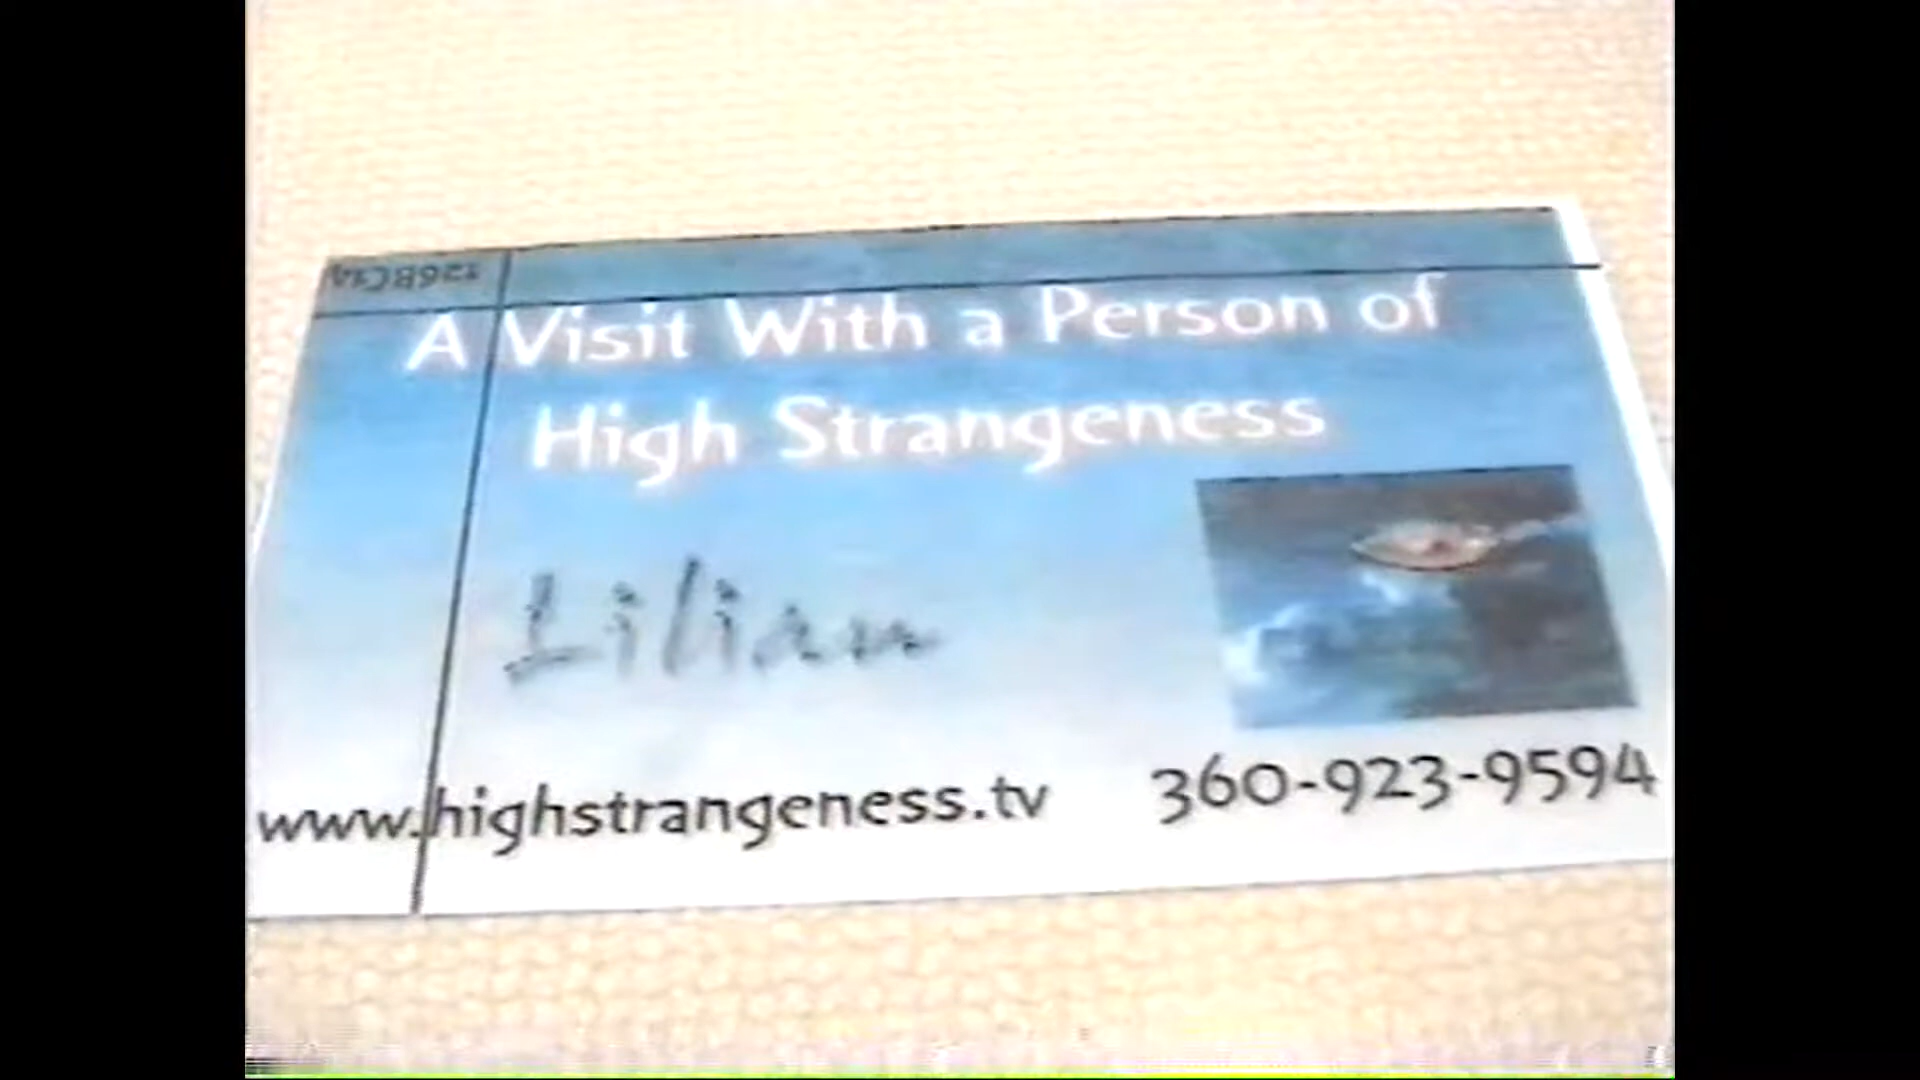 A Visit With a Person of
High Strangeness
Lilian
www.highstrangeness.tv
360-923-9594